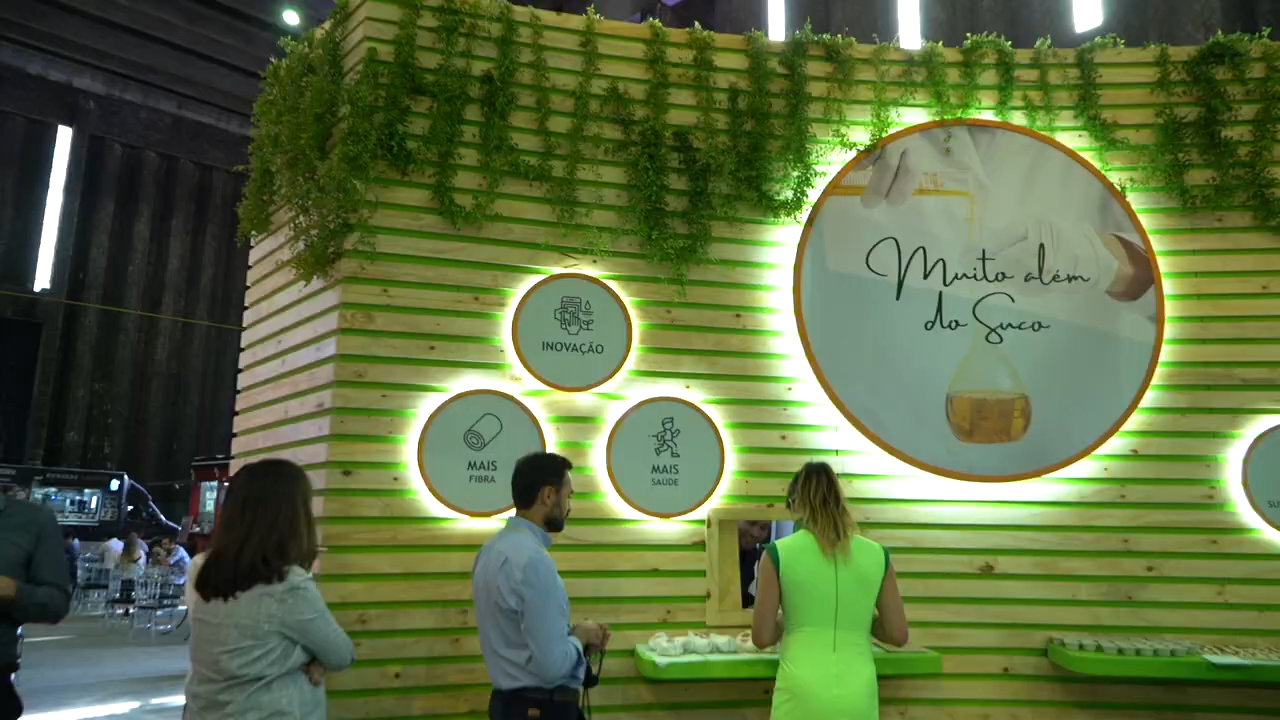 Muito além
do Suco
INOVAÇÃO
MAIS
FIBRA
MAIS
SAÚDE